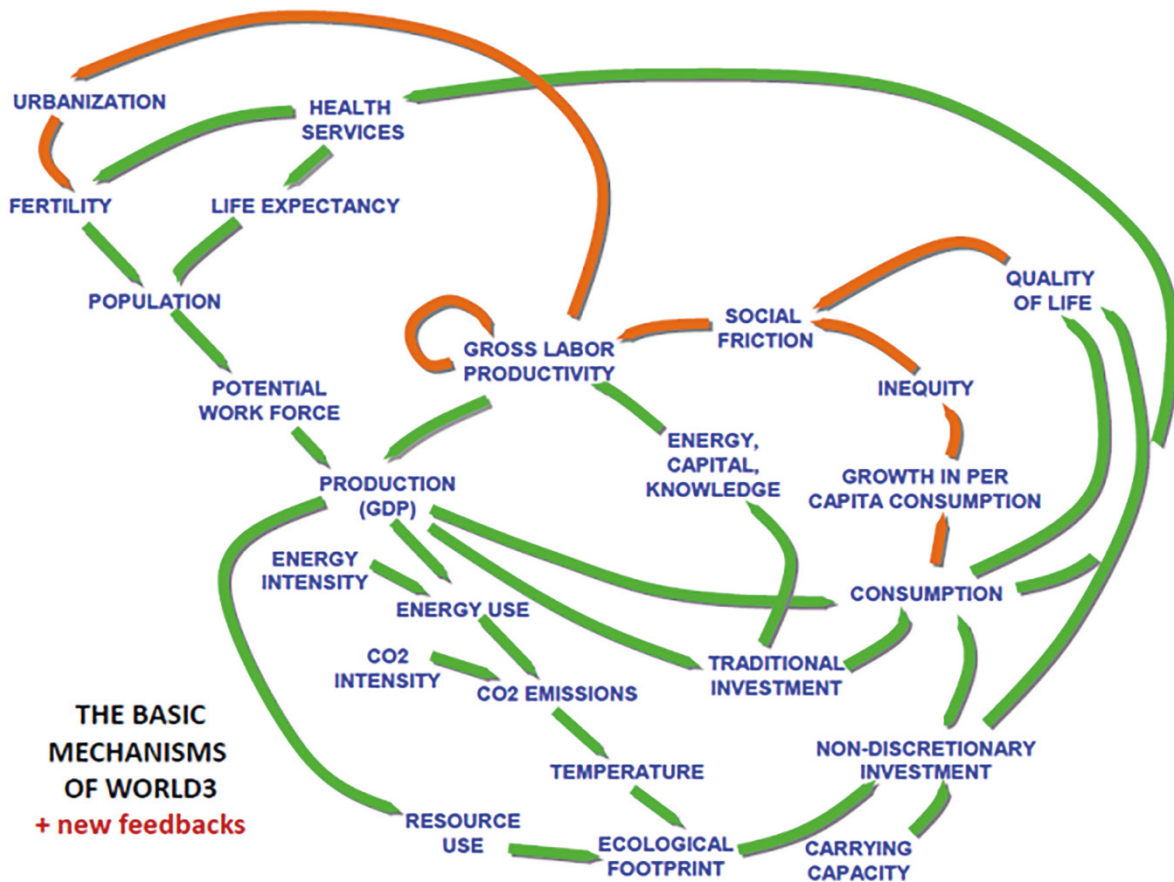 URBANIZATION
HEALTH
SERVICES
FERTILITY
LIFE EXPECTANCY
POPULATION
QUALITY
OF LIFE
SOCIAL
FRICTION
GROSS LABOR
PRODUCTIVITY
POTENTIAL
WORK FORCE
INEQUITY
ENERGY,
CAPITAL,
KNOWLEDGE
PRODUCTION
(GDP)
GROWTH IN PER
CAPITA CONSUMPTION
ENERGY
INTENSITY
ENERGY USE
CONSUMPTION
CO2
INTENSITY
CO2 EMISSIONS
TRADITIONAL
INVESTMENT
THE BASIC
MECHANISMS
OF WORLD3
+ new feedbacks
TEMPERATURE
NON-DISCRETIONARY
INVESTMENT
RESOURCE
USE
ECOLOGICAL
FOOTPRINT
CARRYING
CAPACITY